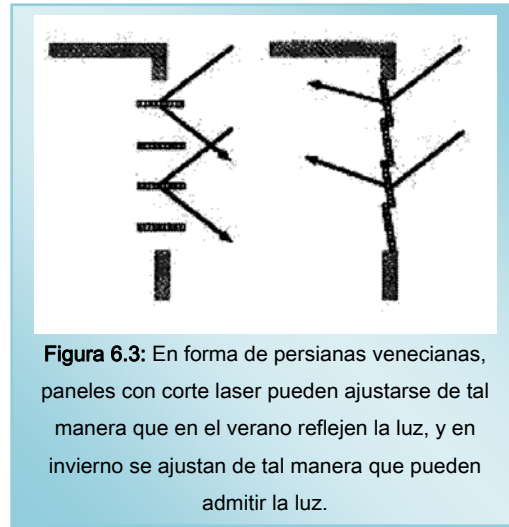 Figura 6.3: En forma de persianas venecianas,
paneles con corte laser pueden ajustarse de tal
manera que en el verano reflejen la luz, y en
invierno se ajustan de tal manera que pueden
admitir la luz.